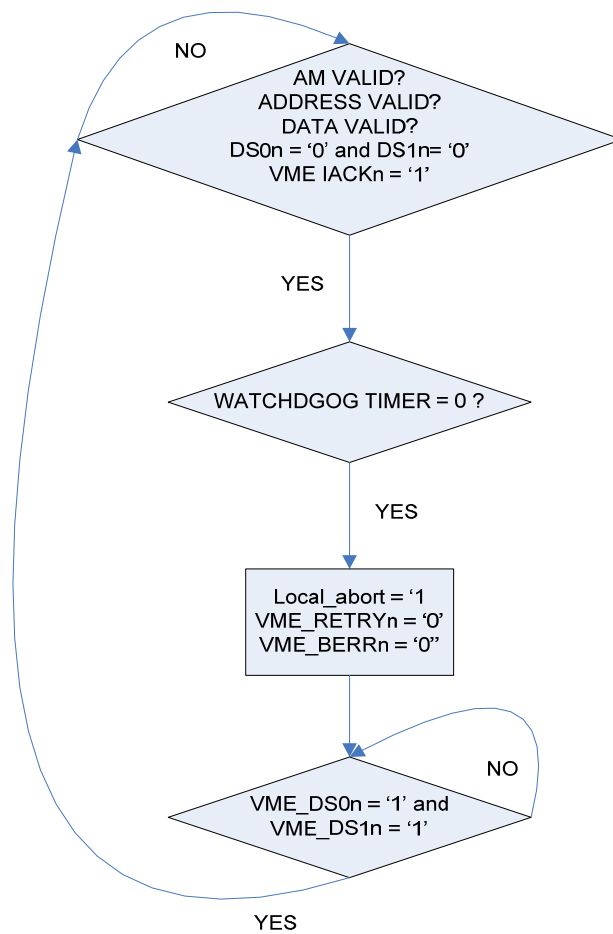 NO
AM VALID?
ADDRESS VALID?
DATA VALID?
DS0n = ‘0’ and DS1n= ‘0’
VME IACKn = ‘1’
YES
WATCHDGOG TIMER = 0 ?
YES
Local_abort = ‘1
VME_RETRYn = ‘0’
VME_BERRn = ‘0’’
NO
VME_DS0n = ‘1’ and
VME_DS1n = ‘1’
YES